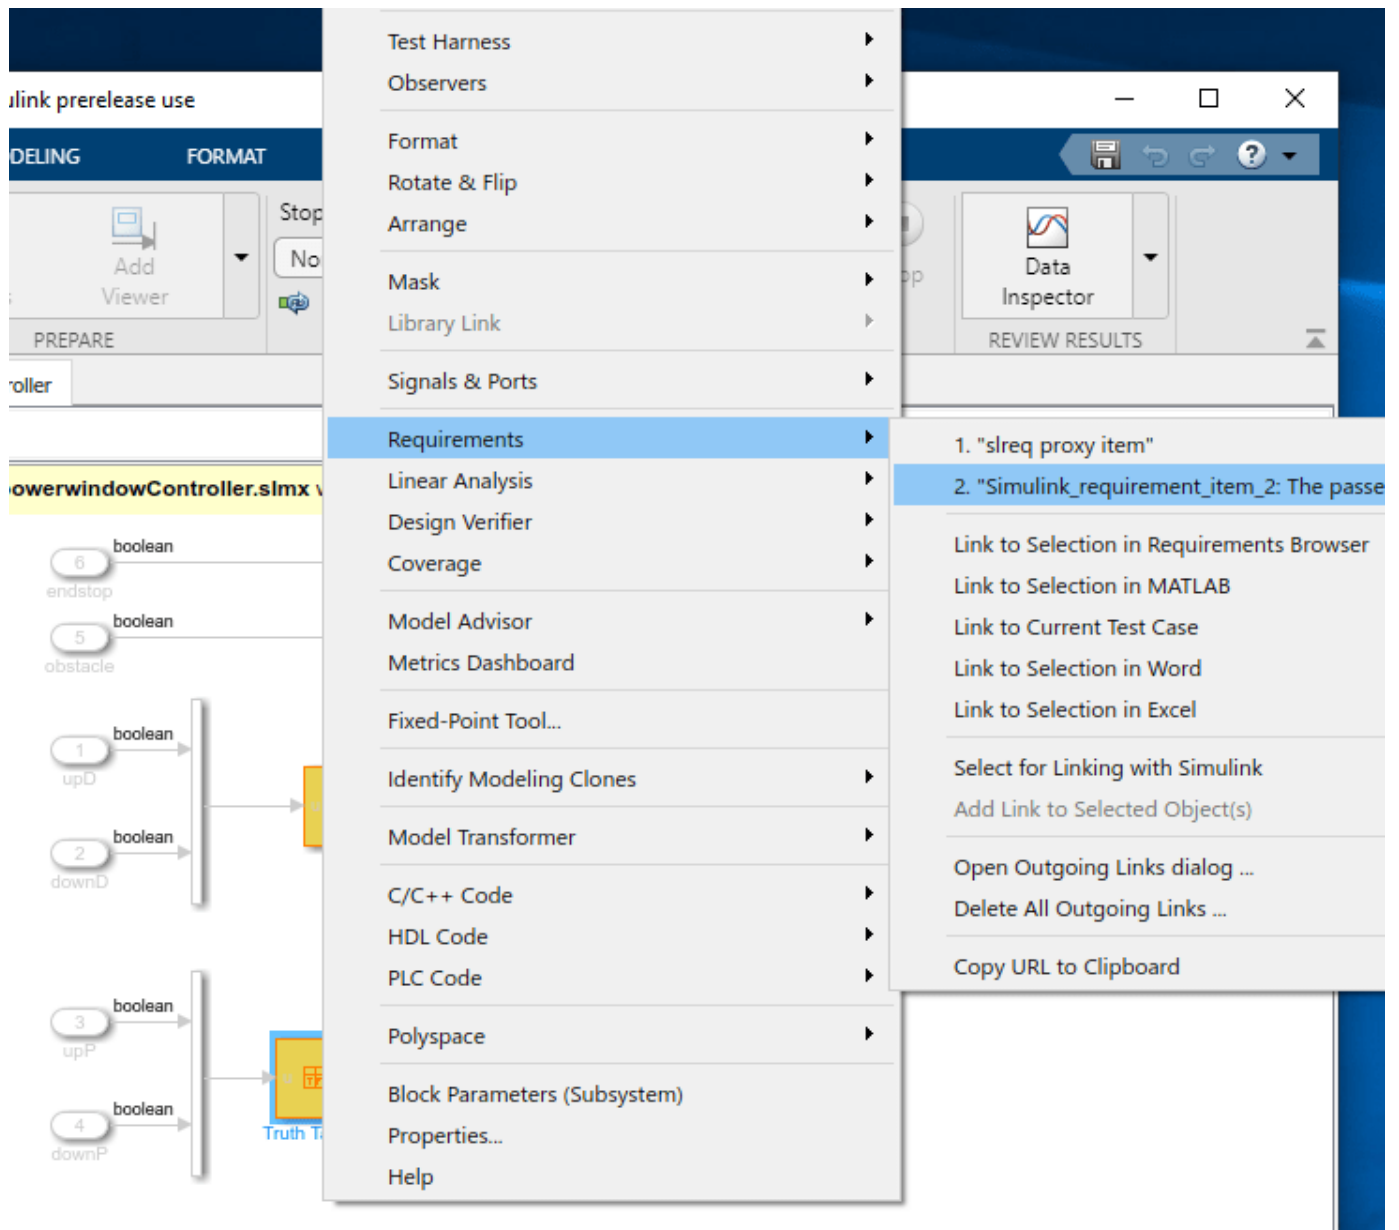 Test Harness
Observers
ulink prerelease use
Format
DELING
FORMAT
Rotate & Flip
Stop
Arrange
Add
Viewer
No
Mask
Data
Inspector
Library Link
PREPARE
REVIEW RESULTS
roller
Signals & Ports
Requirements
1. "slreq proxy item"
Linear Analysis
2. "Simulink_requirement_item_2: The passe
owerwindowController.slmx v
Design Verifier
boolean
Link to Selection in Requirements Browser
6
endstop
Coverage
Link to Selection in MATLAB
boolean
Model Advisor
Link to Current Test Case
5
obstacle
Metrics Dashboard
Link to Selection in Word
Fixed-Point Tool...
Link to Selection in Excel
boolean
1
upD
Identify Modeling Clones
Select for Linking with Simulink
Add Link to Selected Object(s)
boolean
Model Transformer
2
downD
Open Outgoing Links dialog ...
C/C++ Code
Delete All Outgoing Links ...
HDL Code
PLC Code
Copy URL to Clipboard
boolean
3
upP
Polyspace
Block Parameters (Subsystem)
boolean
4
downP
Truth Ta
Properties...
Help